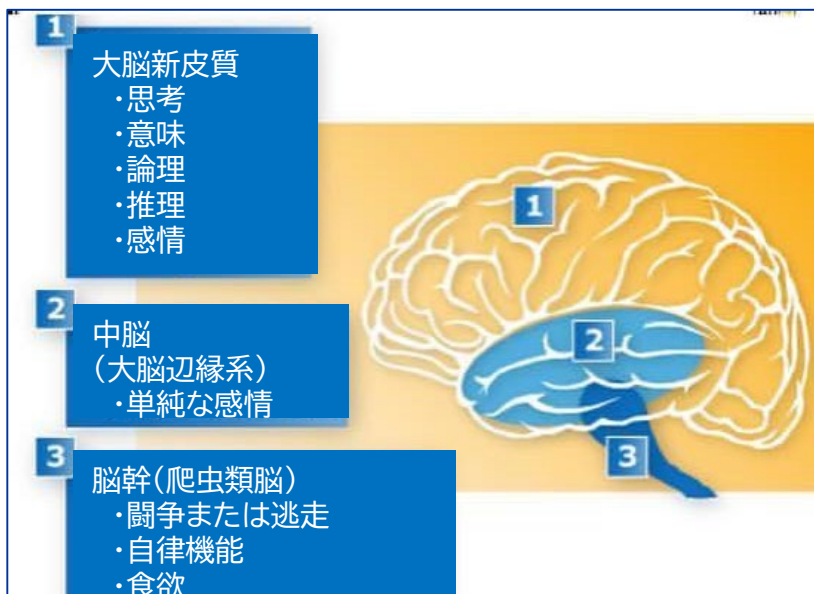 1
大脳新皮質
・思考
・意味
・論理
・推理
・感情
1
2
中脳
（大脳辺縁系）
・単純な感情
2
3
脳幹（爬虫類脳）
・闘争または逃走
・自律機能
・食欲
3